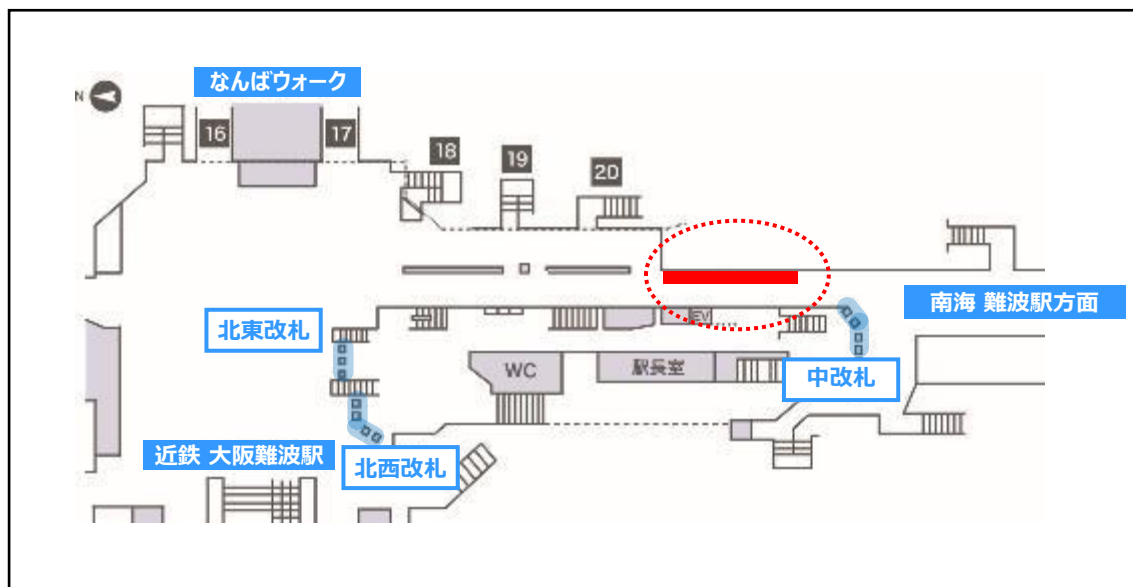 なんばウォーク
N
16
17
18
19
20
南海 難波駅方面
北東改札
EV
WC
駅長室
中改札
近鉄 大阪難波駅
北西改札